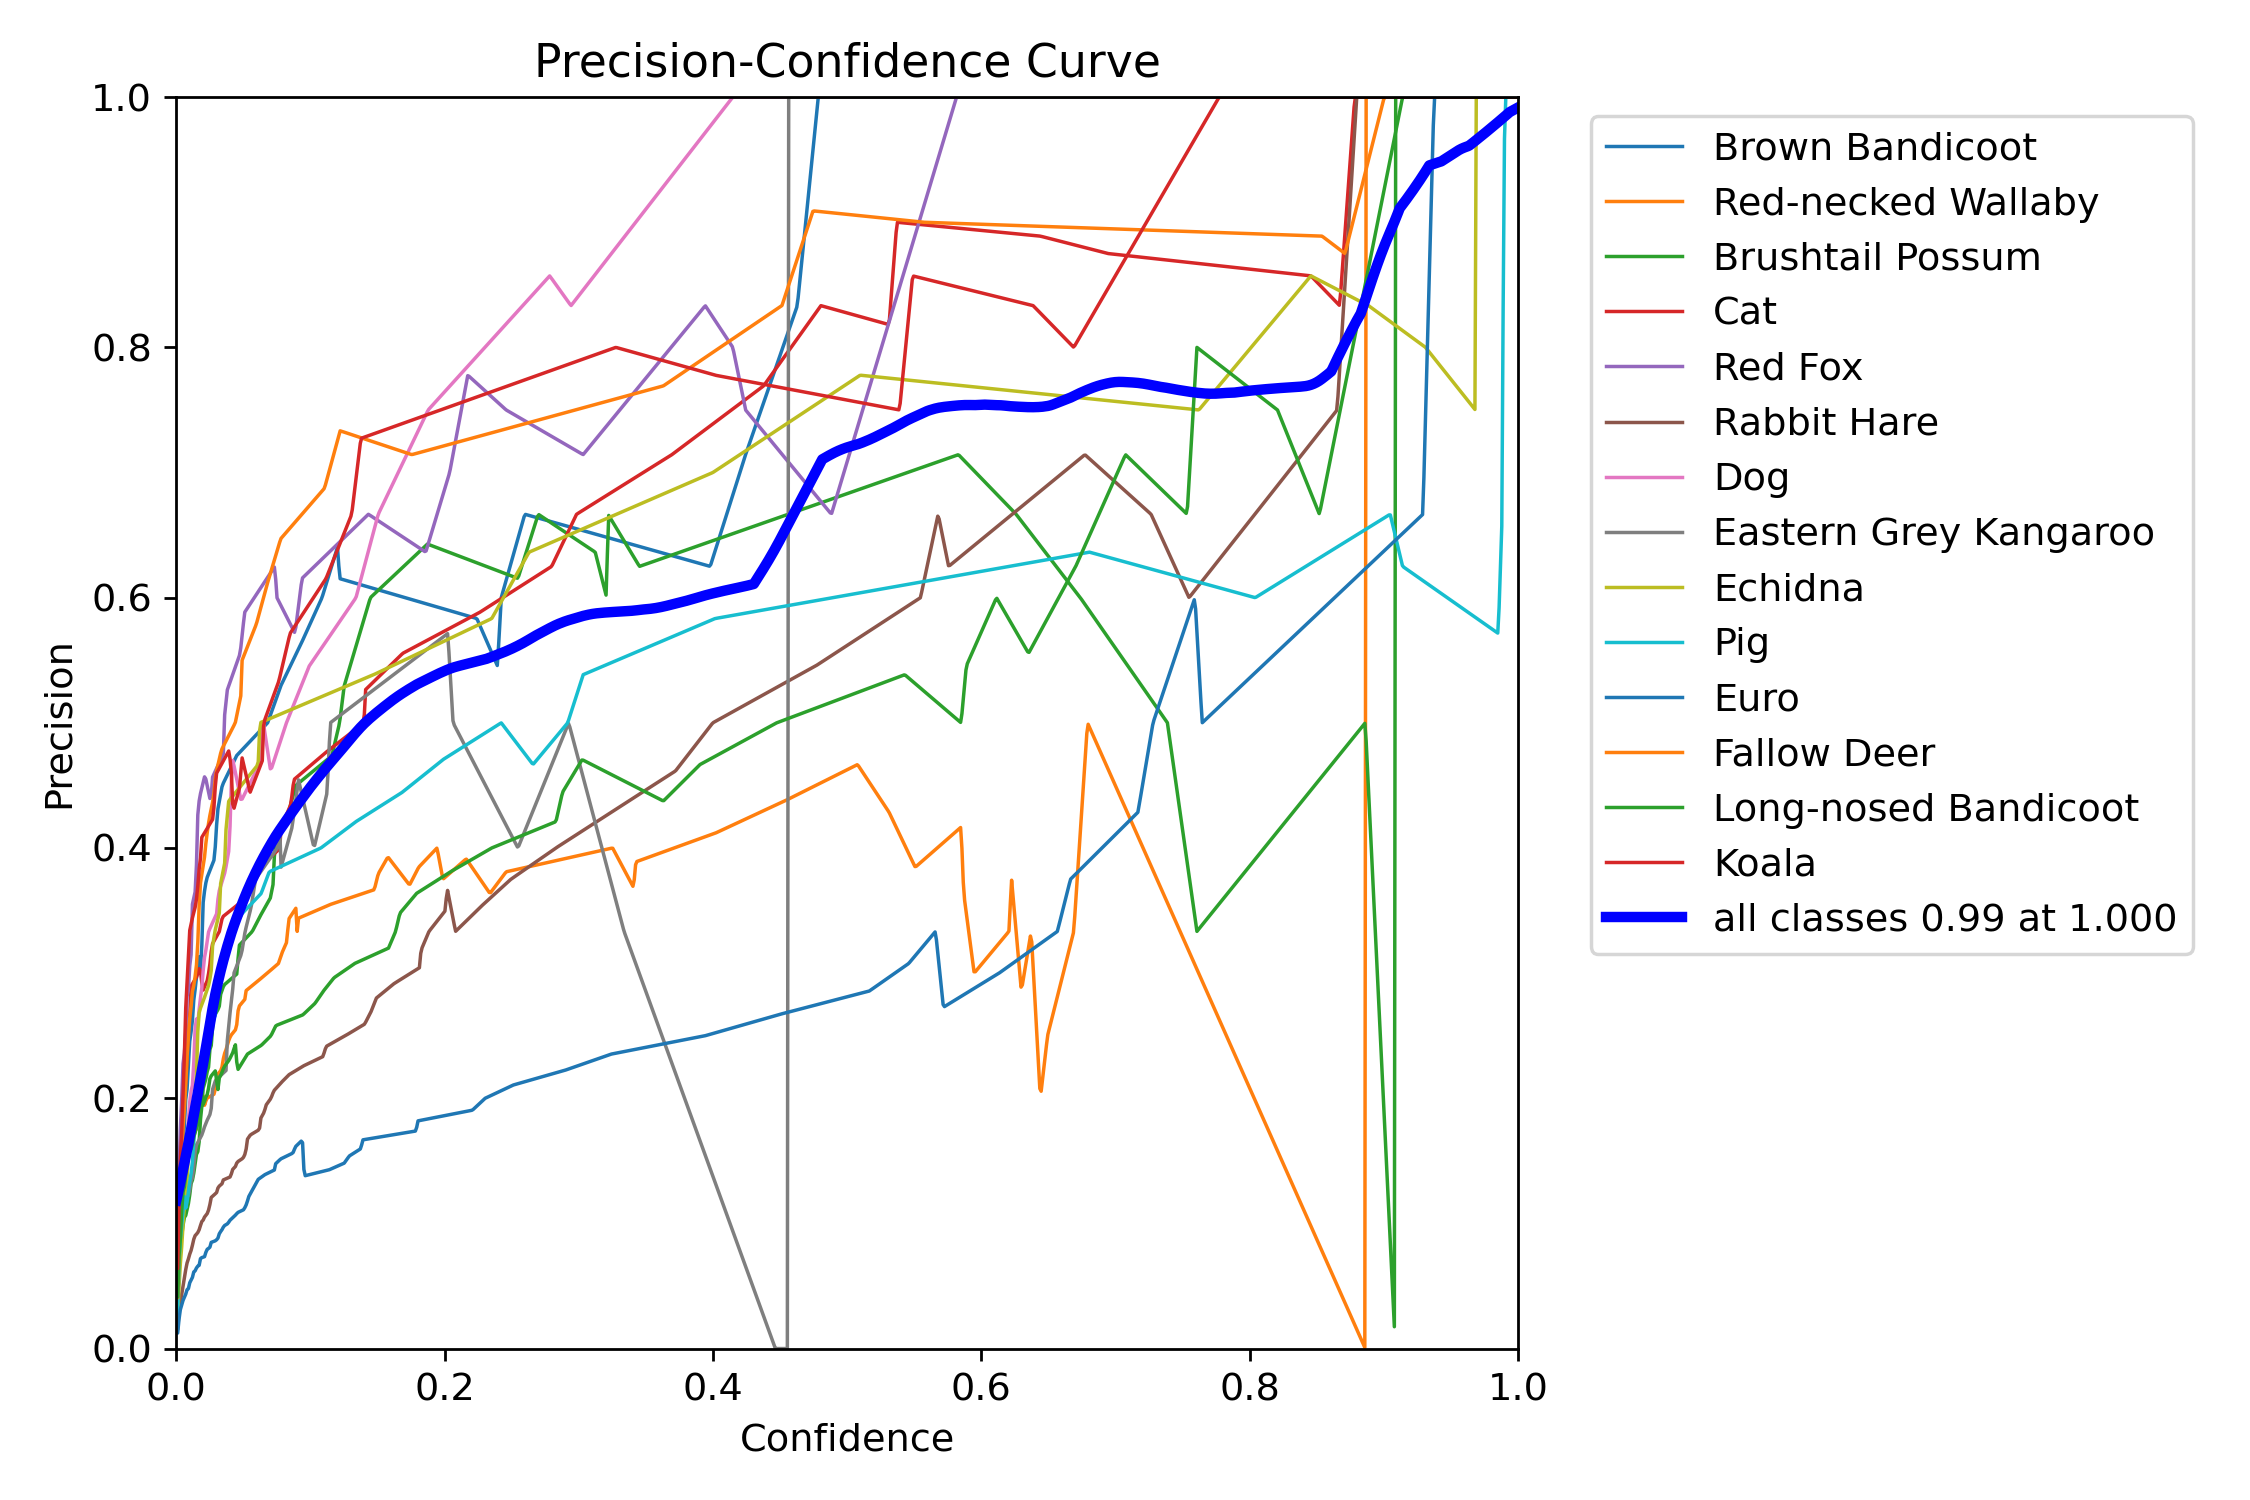 Precision-Confidence Curve
1.0
0.8
0.6
0.4
0.2
0.0
Precision
0.0 0.2 0.4 0.6 0.8 1.0
Confidence
Brown Bandicoot
Red-necked Wallaby
Brushtail Possum
Cat
Red Fox
Rabbit Hare
Dog
Eastern Grey Kangaroo
Echidna
Pig
Euro
Fallow Deer
Long-nosed Bandicoot
Koala
all classes 0.99 at 1.000